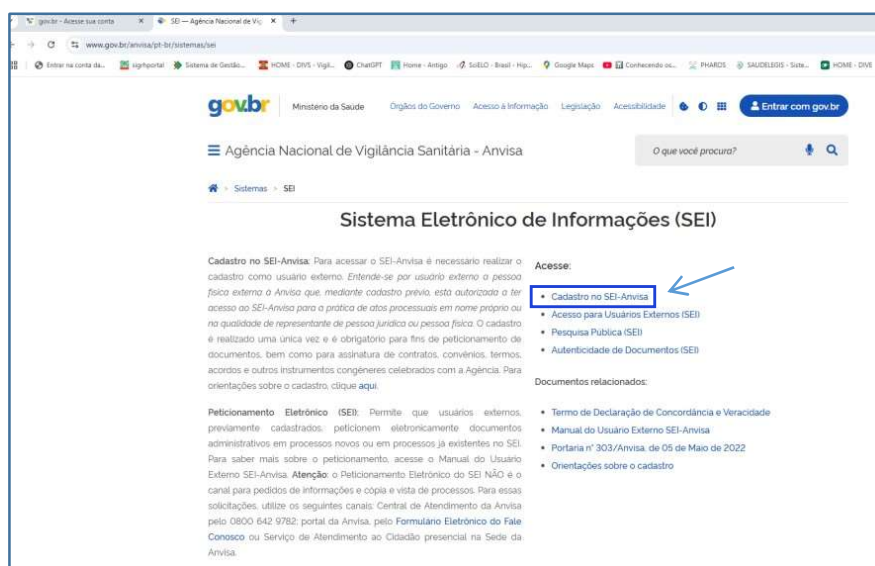 gov.br - Acesse sua conta
SEI — Agência Nacional de Vig
www.gov.br/anvisa/pt-br/sistemas/sei
Entrar na conta da... sigrhportal Sistema de Gestão... HOME - DIVS - Vigil... ChatGPT Home - Antigo SciELO - Brasil - Hip... Google Maps Conhecendo os... PHAROS SAUDELEGIS - Siste... HOME - DIVE
gov.br Ministério da Saúde Órgãos do Governo Acesso à Informação Legislação Acessibilidade Entrar com gov.br
Agência Nacional de Vigilância Sanitária - Anvisa O que você procura?
> Sistemas > SEI
Sistema Eletrônico de Informações (SEI)
Cadastro no SEI-Anvisa: Para acessar o SEI-Anvisa é necessário realizar o
cadastro como usuário externo. Entende-se por usuário externo a pessoa
física externa à Anvisa que, mediante cadastro prévio, está autorizada a ter
acesso ao SEI-Anvisa para a prática de atos processuais em nome próprio ou
na qualidade de representante de pessoa jurídica ou pessoa física. O cadastro
é realizado uma única vez e é obrigatório para fins de peticionamento de
documentos, bem como para assinatura de contratos, convênios, termos,
acordos e outros instrumentos congêneres celebrados com a Agência. Para
orientações sobre o cadastro, clique aqui.
Peticionamento Eletrônico (SEI): Permite que usuários externos,
previamente cadastrados, peticionem eletronicamente documentos
administrativos em processos novos ou em processos já existentes no SEI.
Para saber mais sobre o peticionamento, acesse o Manual do Usuário
Externo SEI-Anvisa. Atenção: o Peticionamento Eletrônico do SEI NÃO é o
canal para pedidos de informações e cópia e vista de processos. Para essas
solicitações, utilize os seguintes canais: Central de Atendimento da Anvisa
pelo 0800 642 9782; portal da Anvisa, pelo Formulário Eletrônico do Fale
Conosco ou Serviço de Atendimento ao Cidadão presencial na Sede da
Anvisa.
Acesse:
Cadastro no SEI-Anvisa
Acesso para Usuários Externos (SEI)
Pesquisa Pública (SEI)
Autenticidade de Documentos (SEI)
Documentos relacionados:
Termo de Declaração de Concordância e Veracidade
Manual do Usuário Externo SEI-Anvisa
Portaria n° 303/Anvisa, de 05 de Maio de 2022
Orientações sobre o cadastro